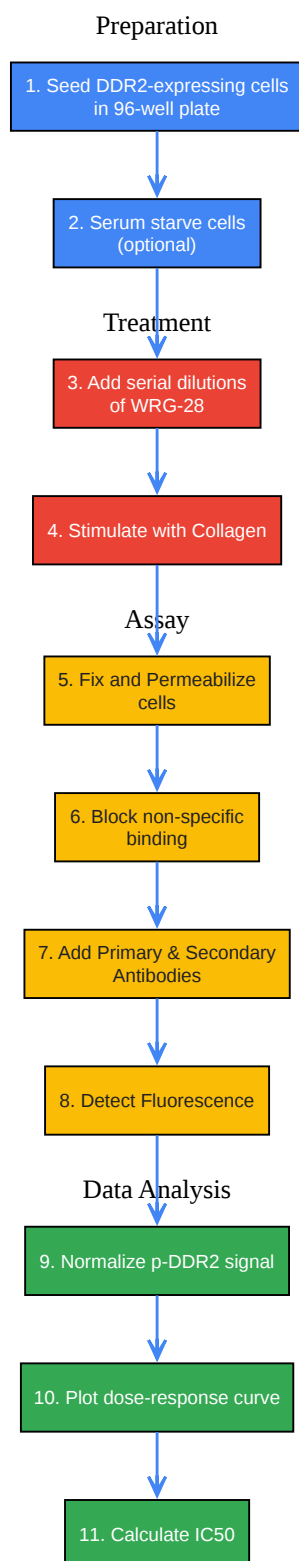 Preparation
1. Seed DDR2-expressing cells
in 96-well plate
2. Serum starve cells
(optional)
Treatment
3. Add serial dilutions
of WRG-28
4. Stimulate with Collagen
Assay
5. Fix and Permeabilize
cells
6. Block non-specific
binding
7. Add Primary & Secondary
Antibodies
8. Detect Fluorescence
Data Analysis
9. Normalize p-DDR2 signal
10. Plot dose-response curve
11. Calculate IC50